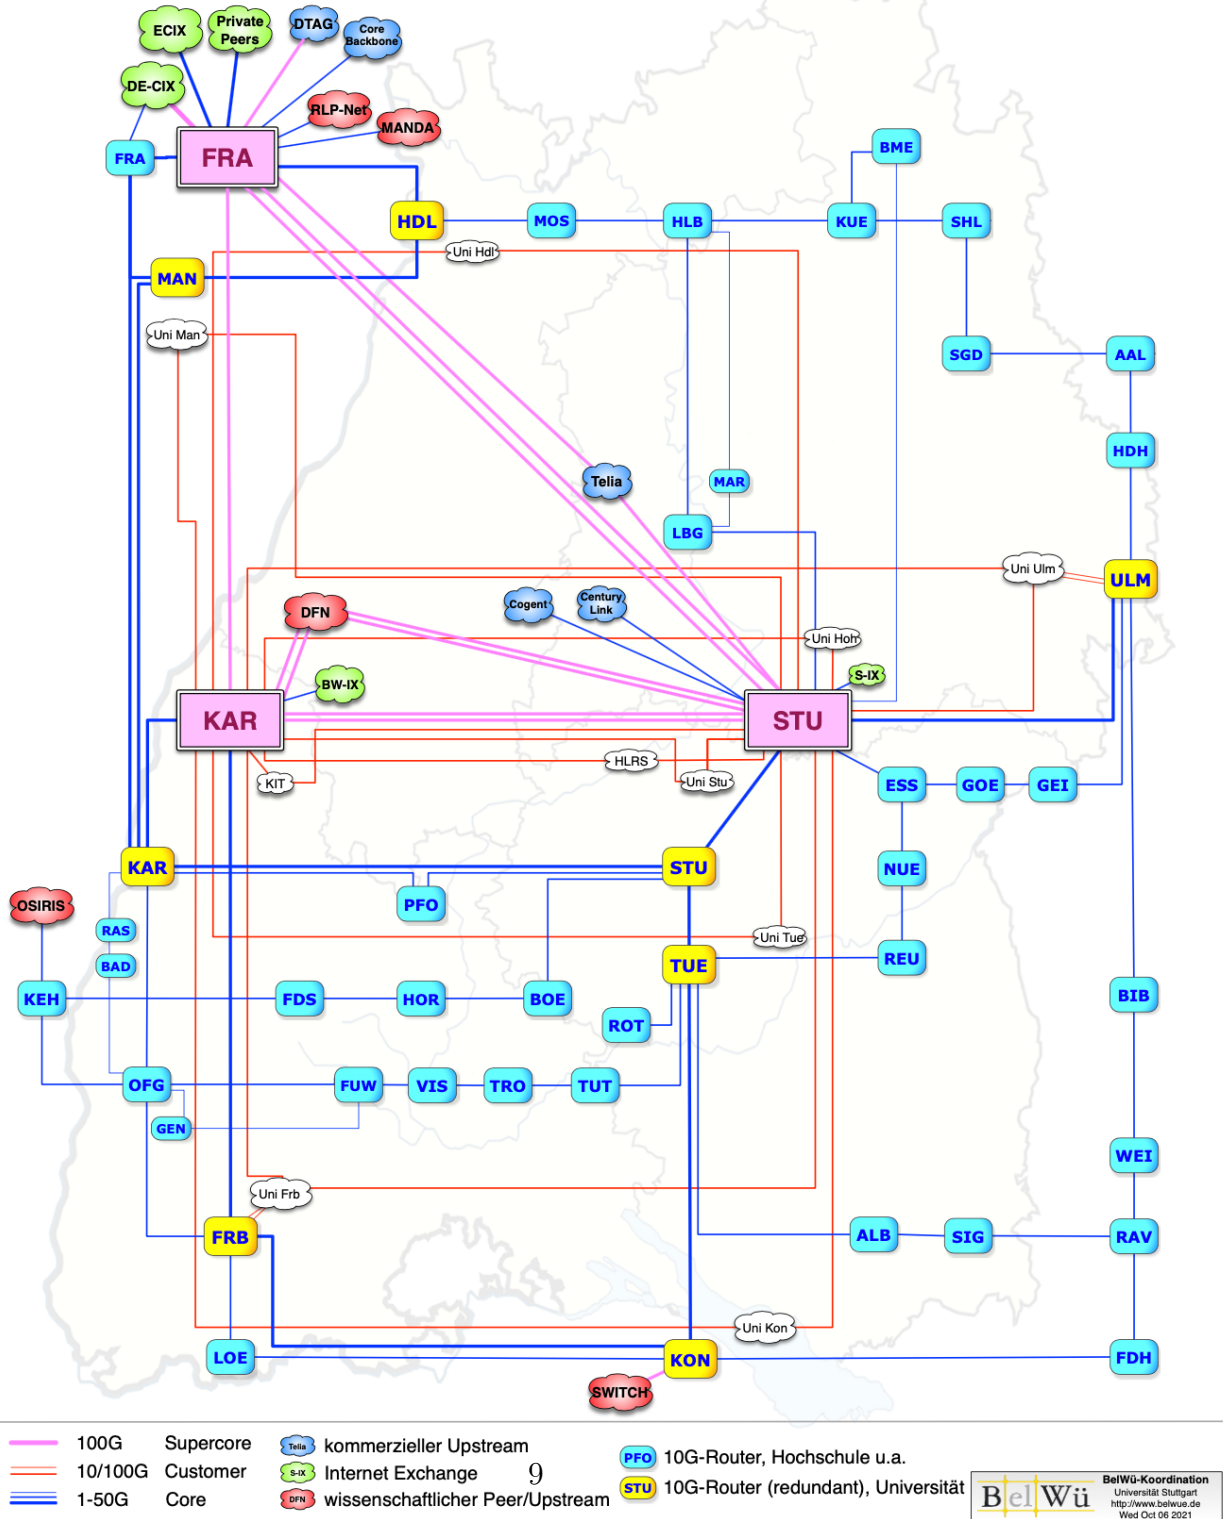 ECIX
Private
Peers
DTAG
Core
Backbone
DE-CIX
RLP-Net
MANDA
FRA
FRA
BME
HDL
MOS
HLB
KUE
SHL
Uni Hdl
MAN
Uni Man
SGD
AAL
HDH
Telia
MAR
LBG
Uni Ulm
ULM
DFN
Cogent
Century
Link
Uni Hoh
BW-IX
S-IX
KAR
STU
HLRS
KIT
Uni Stu
ESS
GOE
GEI
KAR
STU
NUE
PFO
OSIRIS
RAS
Uni Tue
BAD
TUE
REU
KEH
FDS
HOR
BOE
BIB
ROT
OFG
FUW
VIS
TRO
TUT
GEN
WEI
Uni Frb
FRB
ALB
SIG
RAV
Uni Kon
LOE
KON
FDH
SWITCH
100G Supercore
10/100G Customer
1-50G Core
Telia kommerzieller Upstream
S-IX Internet Exchange
DFN wissenschaftlicher Peer/Upstream
9
PFO 10G-Router, Hochschule u.a.
STU 10G-Router (redundant), Universität
BelWü
BelWü-Koordination
Universität Stuttgart
http://www.belwue.de
Wed Oct 06 2021